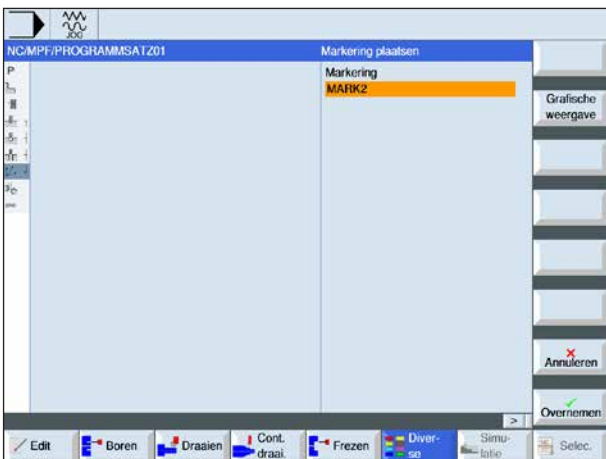 JOG
NC/MPF/PROGRAMMSATZ01
Markering plaatsen
P
Markering
MARK2
Grafische
weergave
Annuleren
Overnemen
>
Edit
Boren
Draaien
Cont.
draai.
Frezen
Diver-
se
Simu-
latie
Selec.